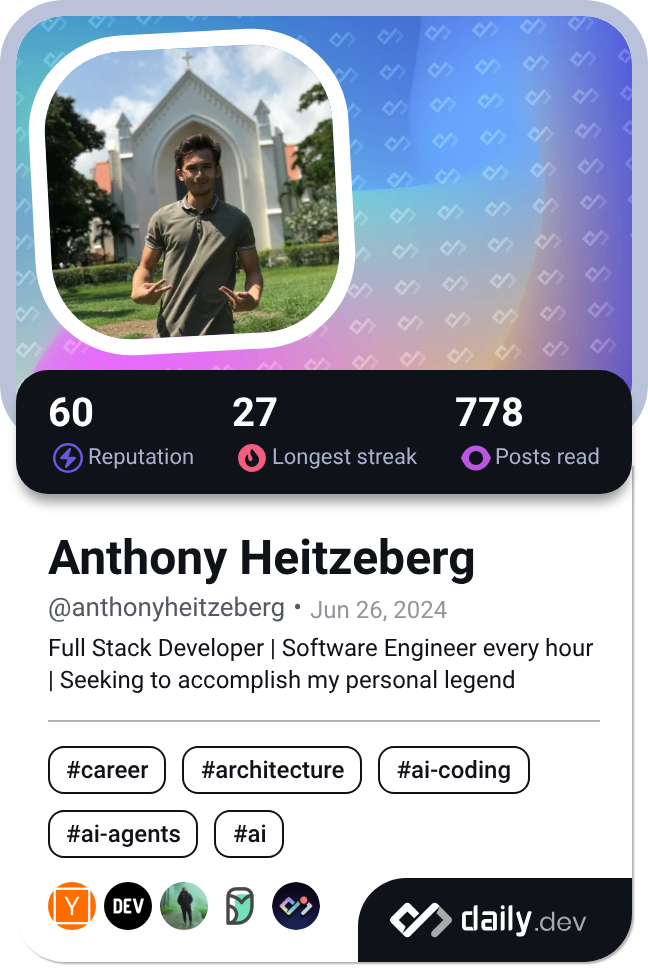 60 27 778
Reputation Longest streak Posts read
Anthony Heitzeberg
@anthonyheitzeberg • Jun 26, 2024
Full Stack Developer | Software Engineer every hour
| Seeking to accomplish my personal legend
#career #architecture #ai-coding
#ai-agents #ai
Y DEV
daily.dev